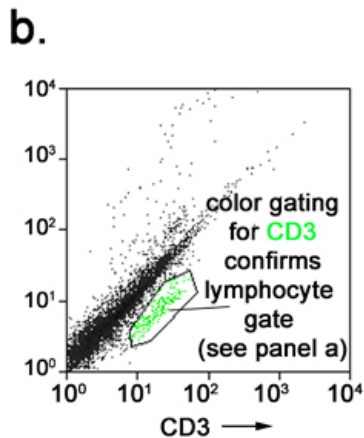 b.
10⁴
10³
10²
10¹
10⁰
color gating
for CD3
confirms
lymphocyte
gate
(see panel a)
10⁰ 10¹ 10² 10³ 10⁴
CD3